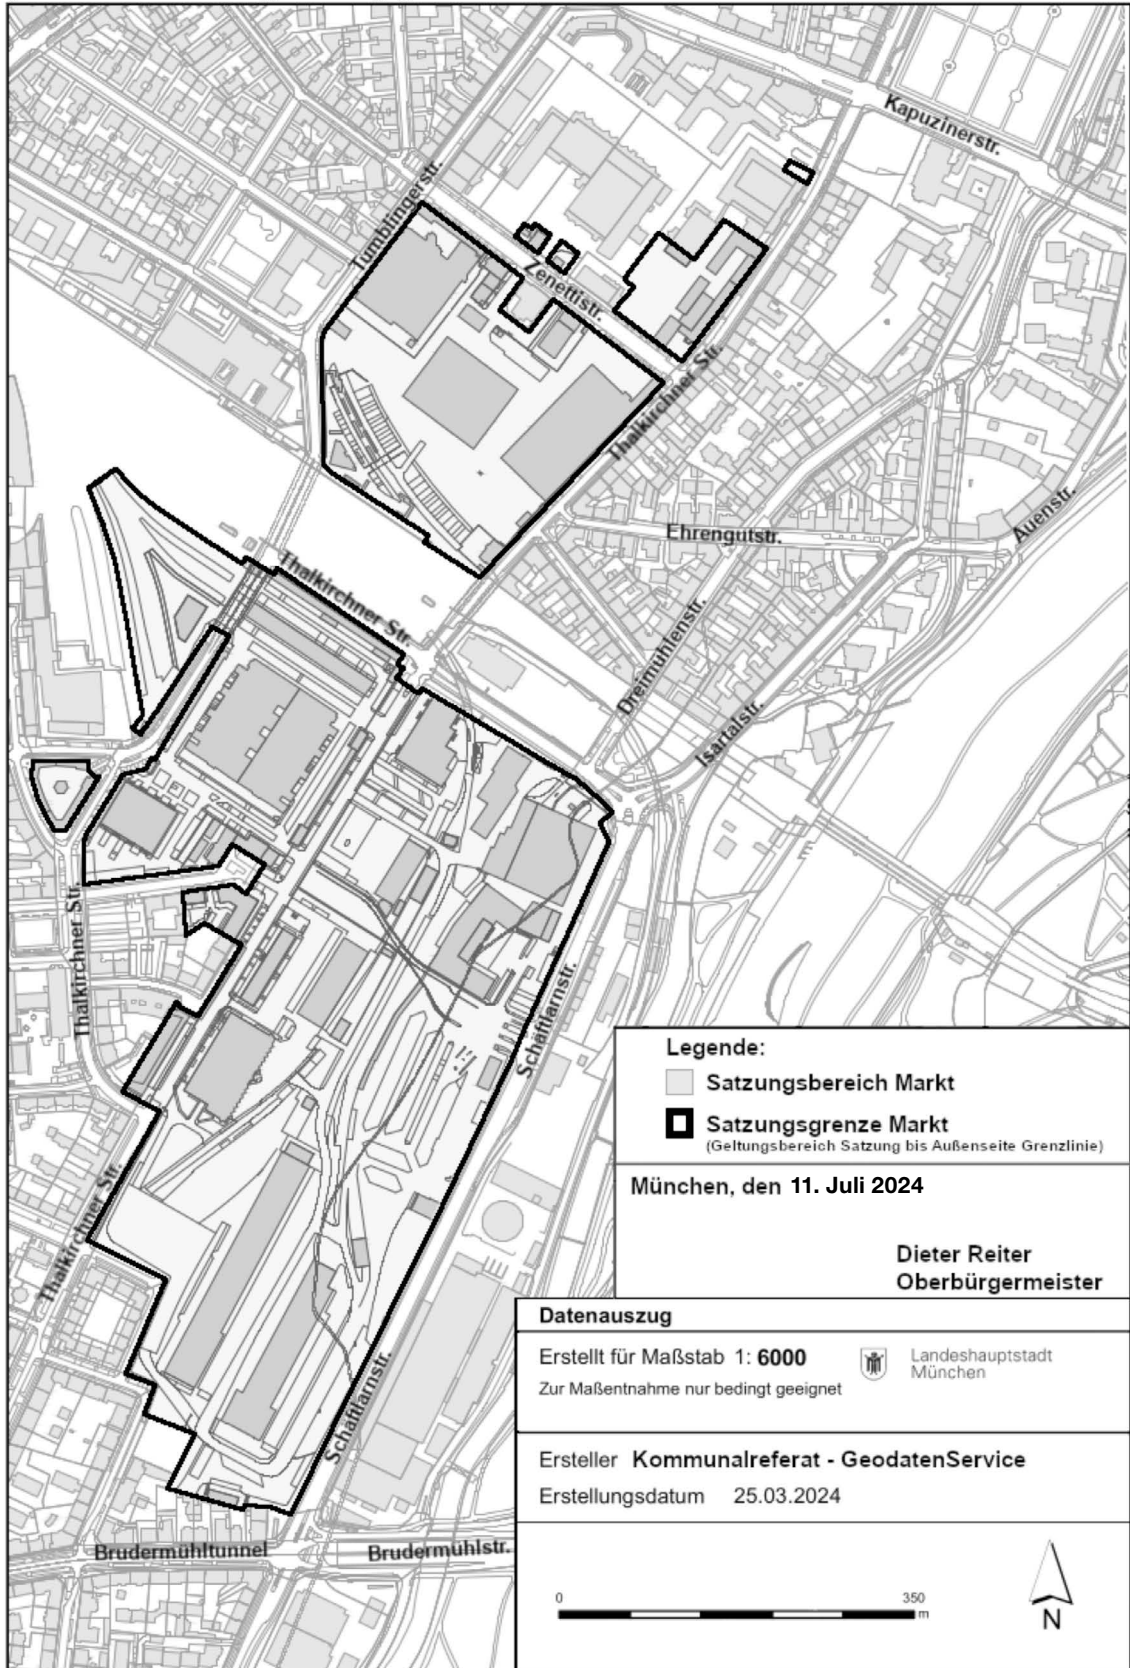 Kapuzinerstr.
Tumblingerstr.
Zenettistr.
Thalkirchner Str.
Ehrengutstr.
Auenstr.
Thalkirchner Str.
Dreimühlenstr.
Isartalstr.
Thalkirchner Str.
Schäftlarnstr.
Thalkirchner Str.
Schäftlarnstr.
Brudermühltunnel
Brudermühlstr.
Legende:
Satzungsbereich Markt
Satzungsgrenze Markt
(Geltungsbereich Satzung bis Außenseite Grenzlinie)
München, den 11. Juli 2024
Dieter Reiter
Oberbürgermeister
Datenauszug
Erstellt für Maßstab 1: 6000
Landeshauptstadt
München
Zur Maßentnahme nur bedingt geeignet
Ersteller Kommunalreferat - GeodatenService
Erstellungsdatum 25.03.2024
0 350
m
N